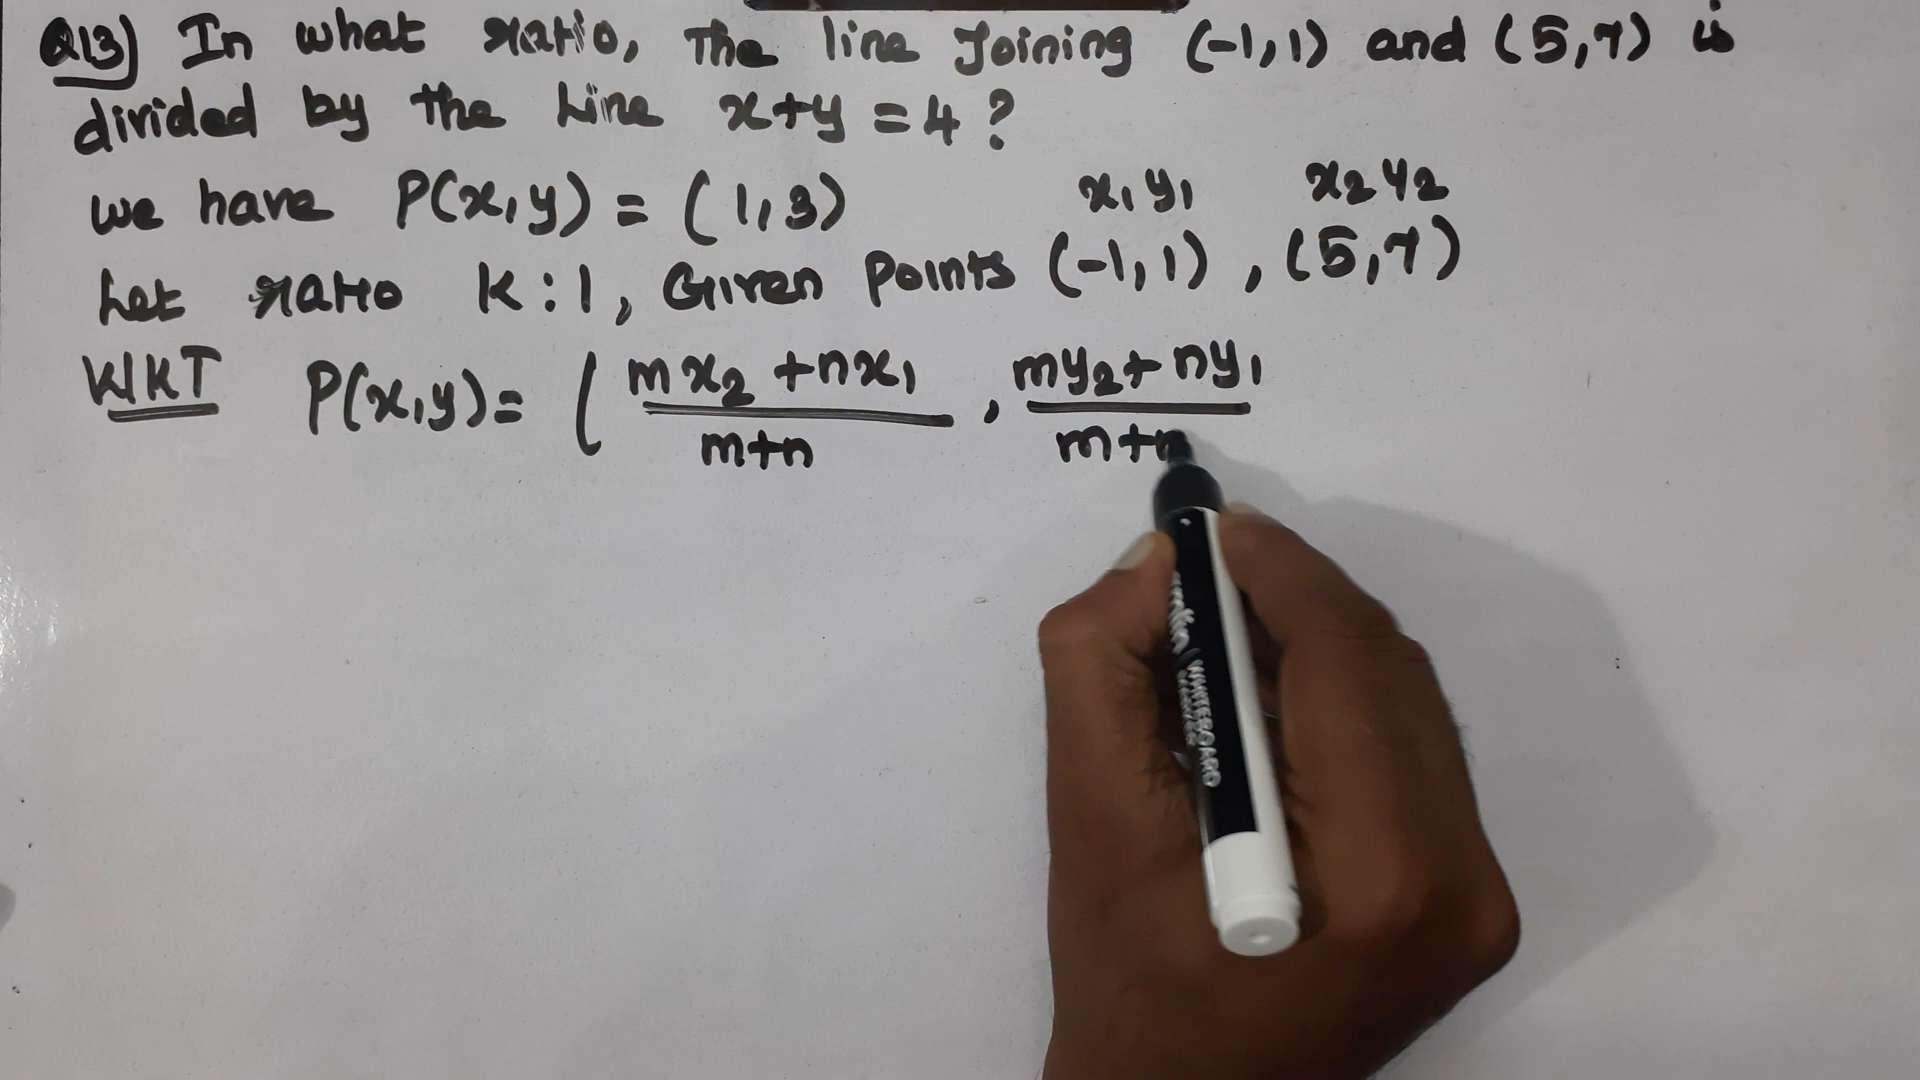 Q13) In what ratio, The line Joining (-1,1) and (5,7) is
divided by the Line x+y=4?
we have P(x,y) = (1,3)
x1 y1 x2 y2
Let ratio K:1, Given Points (-1,1), (5,7)
WKT P(x,y) = ( mx2 + nx1 / m+n , my2 + ny1 / m+n
WHITEBOARD